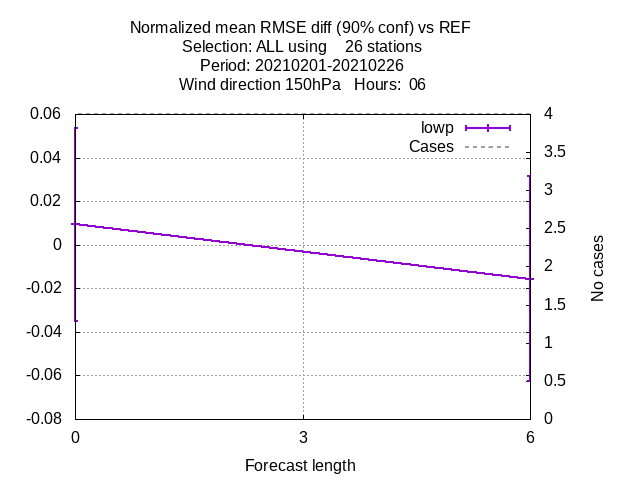 Normalized mean RMSE diff (90% conf) vs REF
Selection: ALL using    26 stations
Period: 20210201-20210226
Wind direction 150hPa   Hours:  06
0.06
0.04
0.02
0
-0.02
-0.04
-0.06
-0.08
4
3.5
3
2.5
2
1.5
1
0.5
0
lowp
Cases
No cases
0
3
6
Forecast length